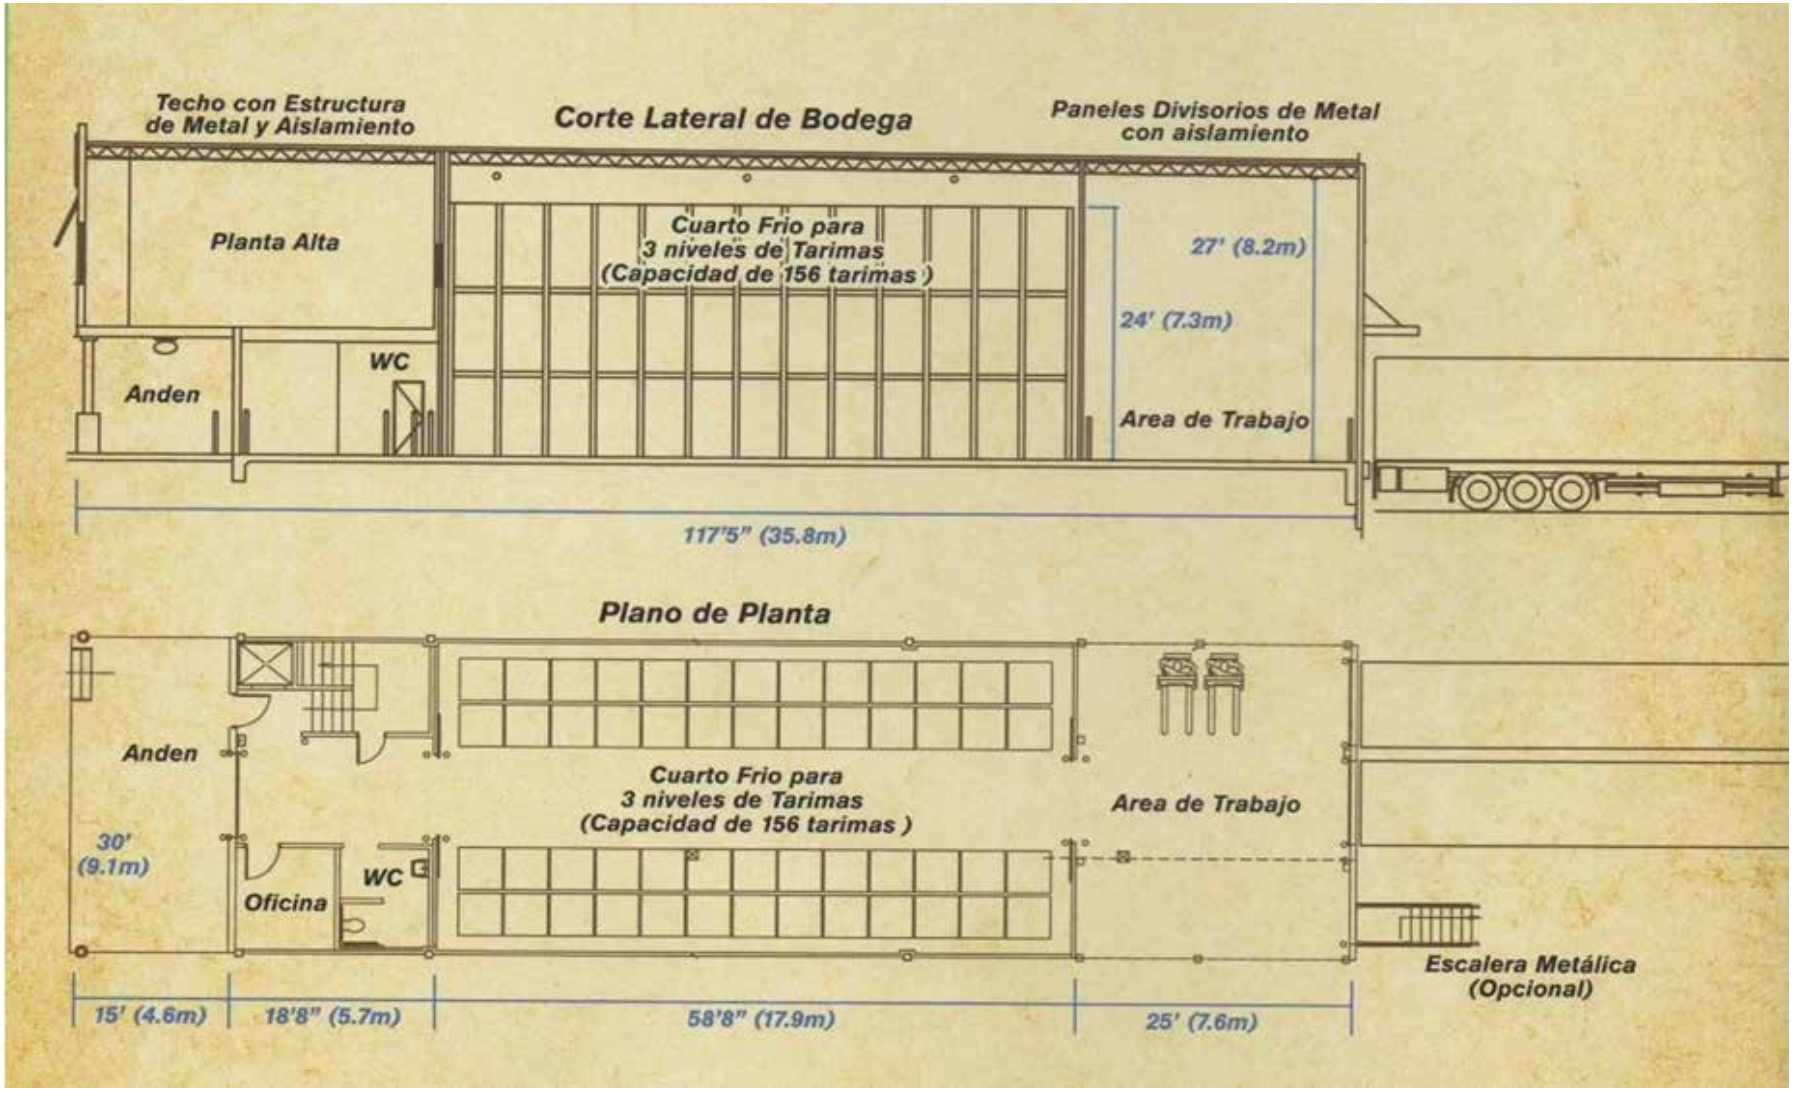 Techo con Estructura
de Metal y Aislamiento
Corte Lateral de Bodega
Paneles Divisorios de Metal
con aislamiento
Planta Alta
Cuarto Frio para
3 niveles de Tarimas
(Capacidad de 156 tarimas )
27' (8.2m)
24' (7.3m)
WC
Anden
Area de Trabajo
117'5" (35.8m)
Plano de Planta
Anden
Cuarto Frio para
3 niveles de Tarimas
(Capacidad de 156 tarimas )
Area de Trabajo
30'
(9.1m)
WC
Oficina
Escalera Metálica
(Opcional)
15' (4.6m)
18'8" (5.7m)
58'8" (17.9m)
25' (7.6m)